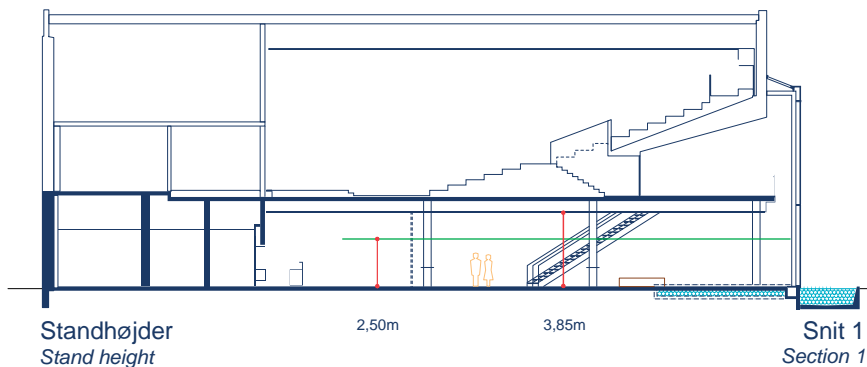 Standhøjder
Stand height
2,50m
3,85m
Snit 1
Section 1